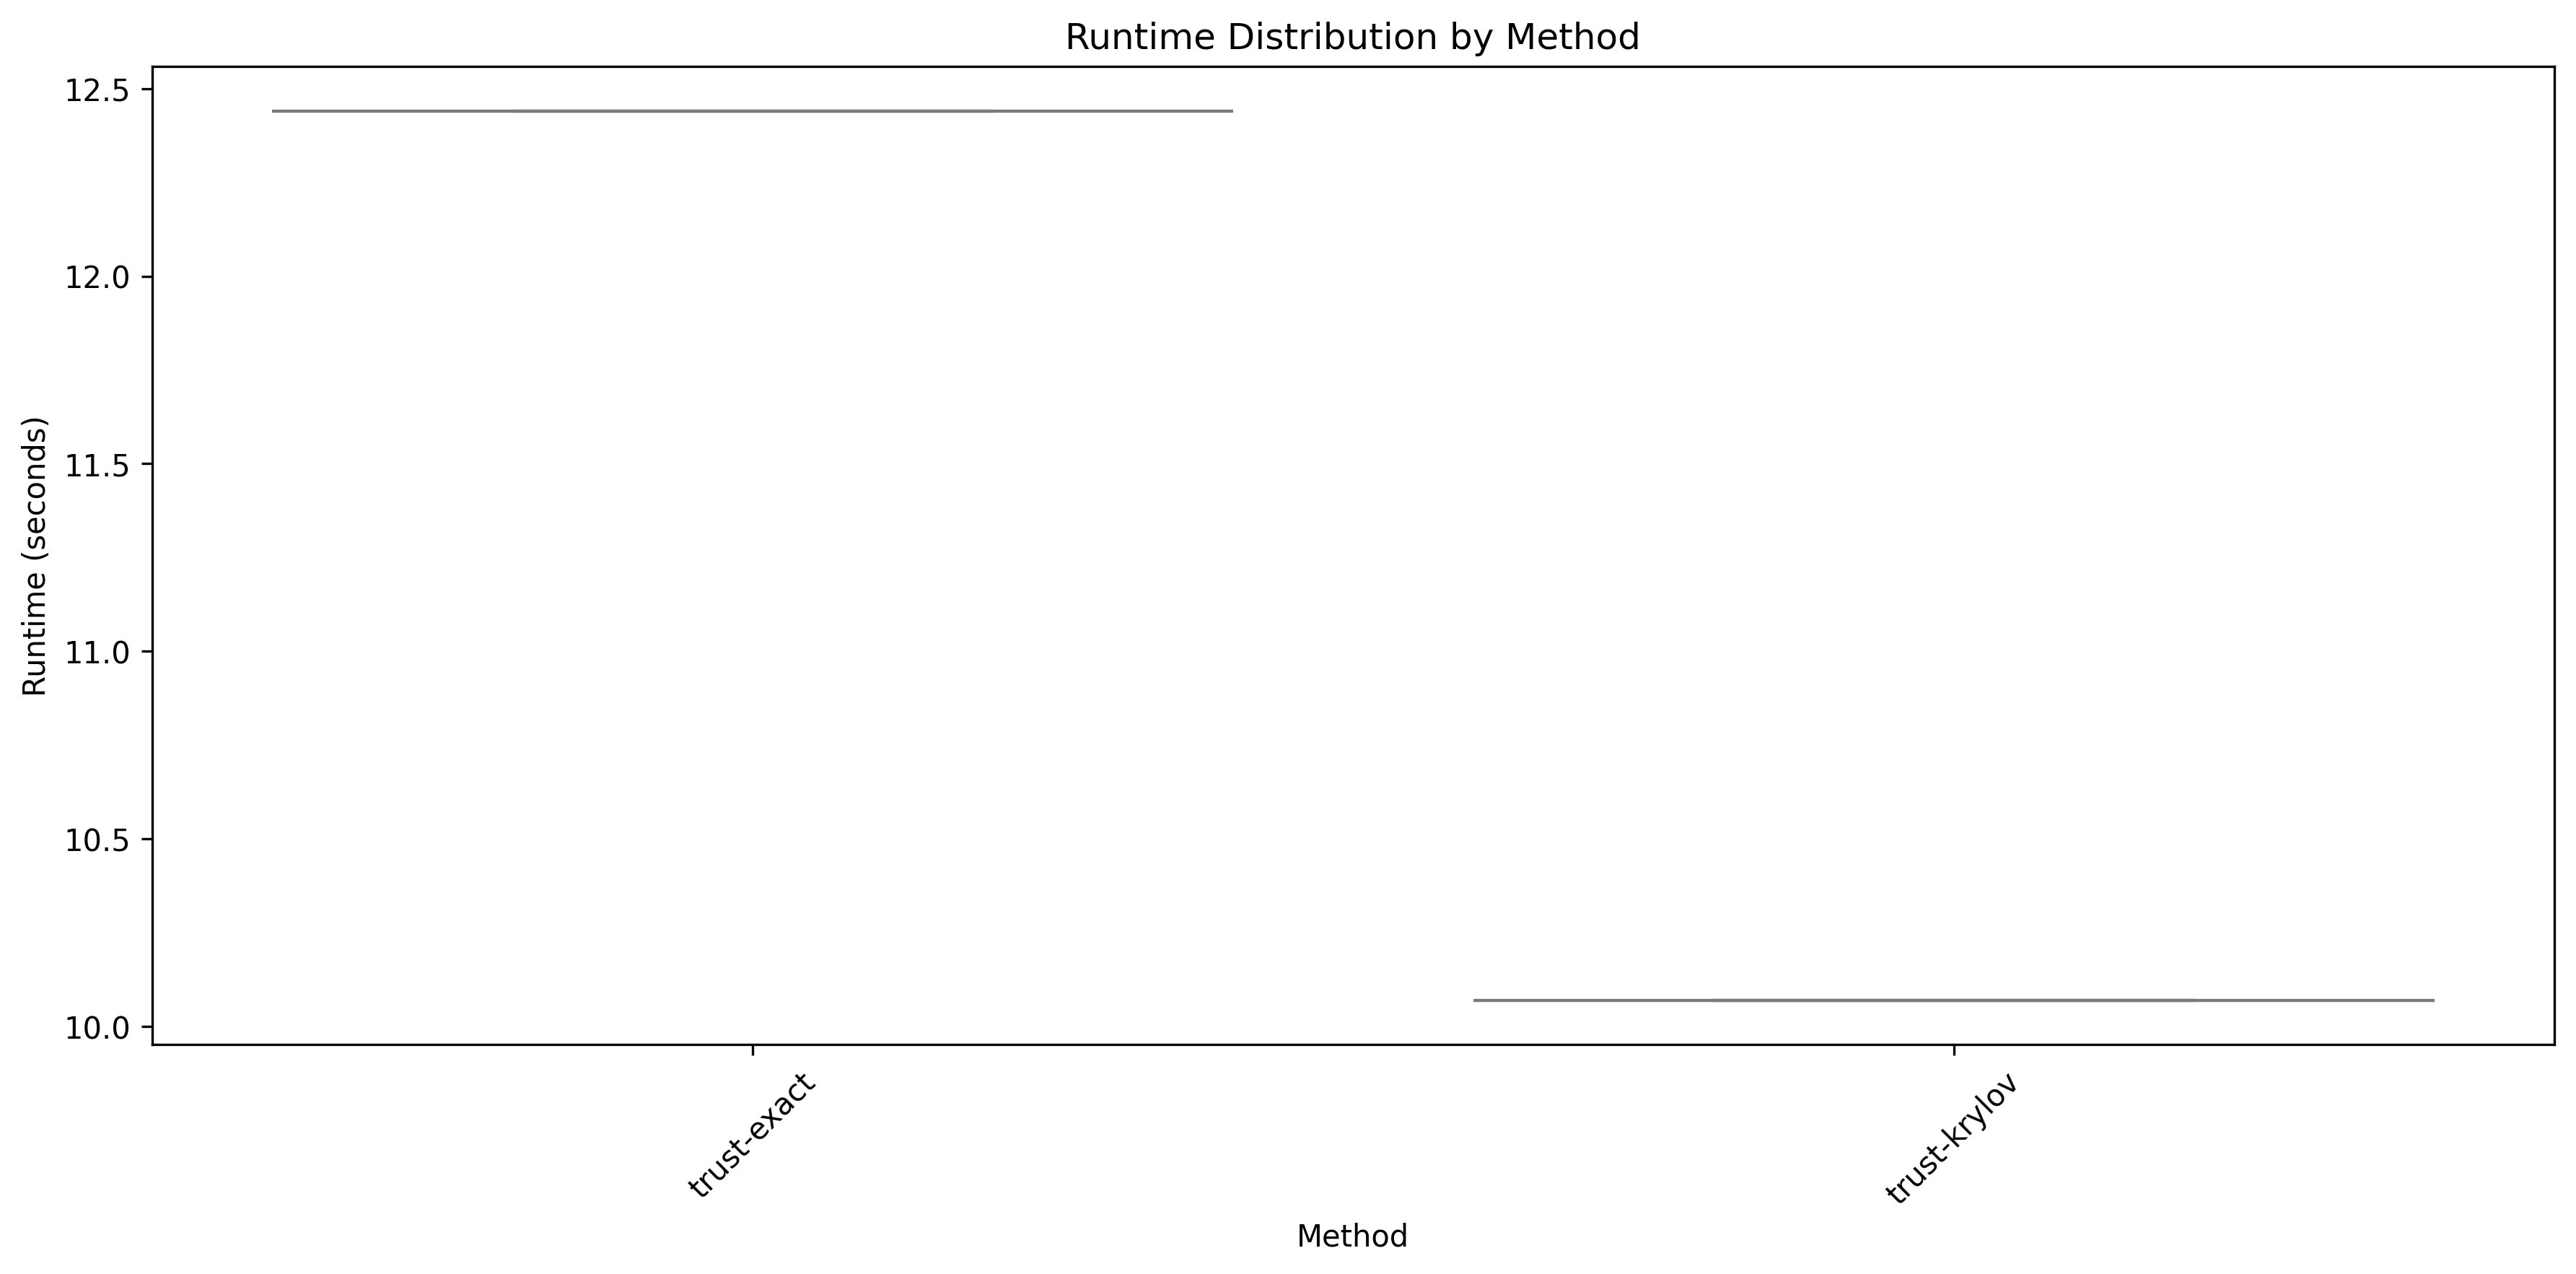 Runtime Distribution by Method
12.5
12.0
11.5
11.0
10.5
10.0
Runtime (seconds)
trust-exact
trust-krylov
Method